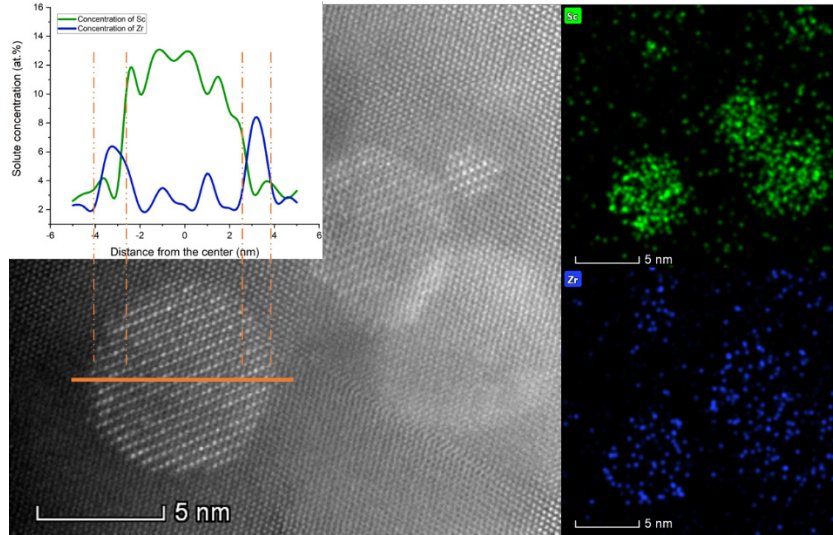 Concentration of Sc
Concentration of Zr
Solute concentration (at.%)
16
14
12
10
8
6
4
2
-6 -4 -2 0 2 4 6
Distance from the center (nm)
5 nm
Sc
5 nm
Zr
5 nm